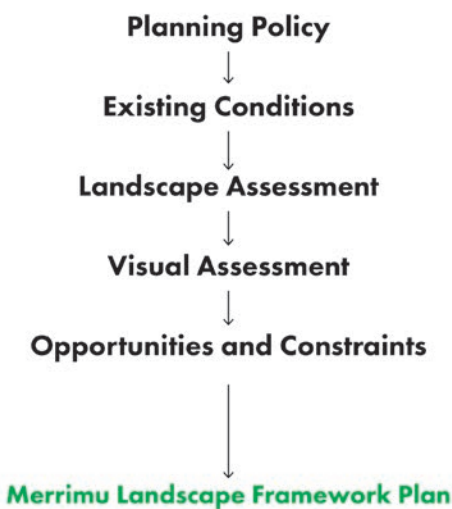 Planning Policy
Existing Conditions
Landscape Assessment
Visual Assessment
Opportunities and Constraints
Merrimu Landscape Framework Plan